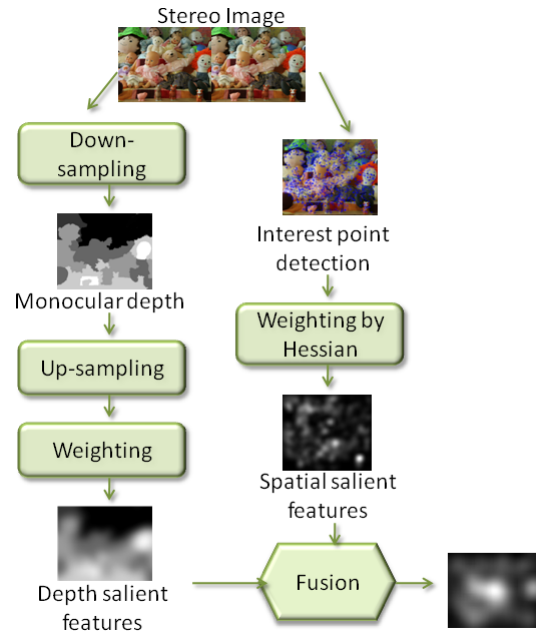 Stereo Image
Down-
sampling
Monocular depth
Up-sampling
Weighting
Depth salient
features
Interest point
detection
Weighting by
Hessian
Spatial salient
features
Fusion